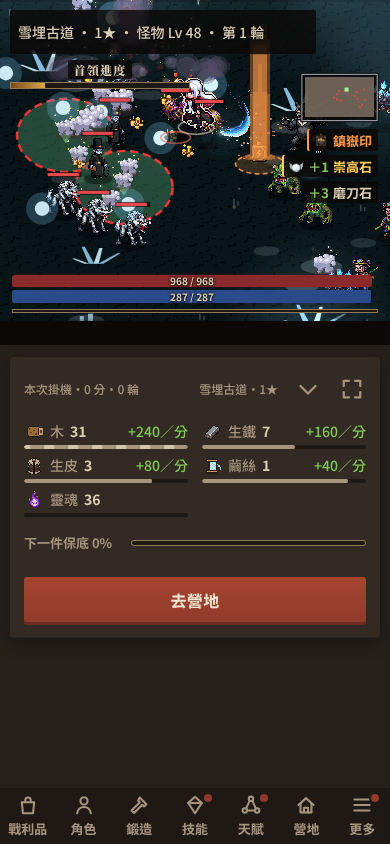 雪埋古道 · 1★ · 怪物 Lv 48 · 第 1 輪
首領進度
鎮嶽印
+1 崇高石
+3 磨刀石
968 / 968
287 / 287
本次掛機·0 分·0 輪
雪埋古道·1★
木 31 +240／分
生鐵 7 +160／分
生皮 3 +80／分
繭絲 1 +40／分
靈魂 36
下一件保底 0%
去營地
戰利品
角色
鍛造
技能
天賦
營地
更多